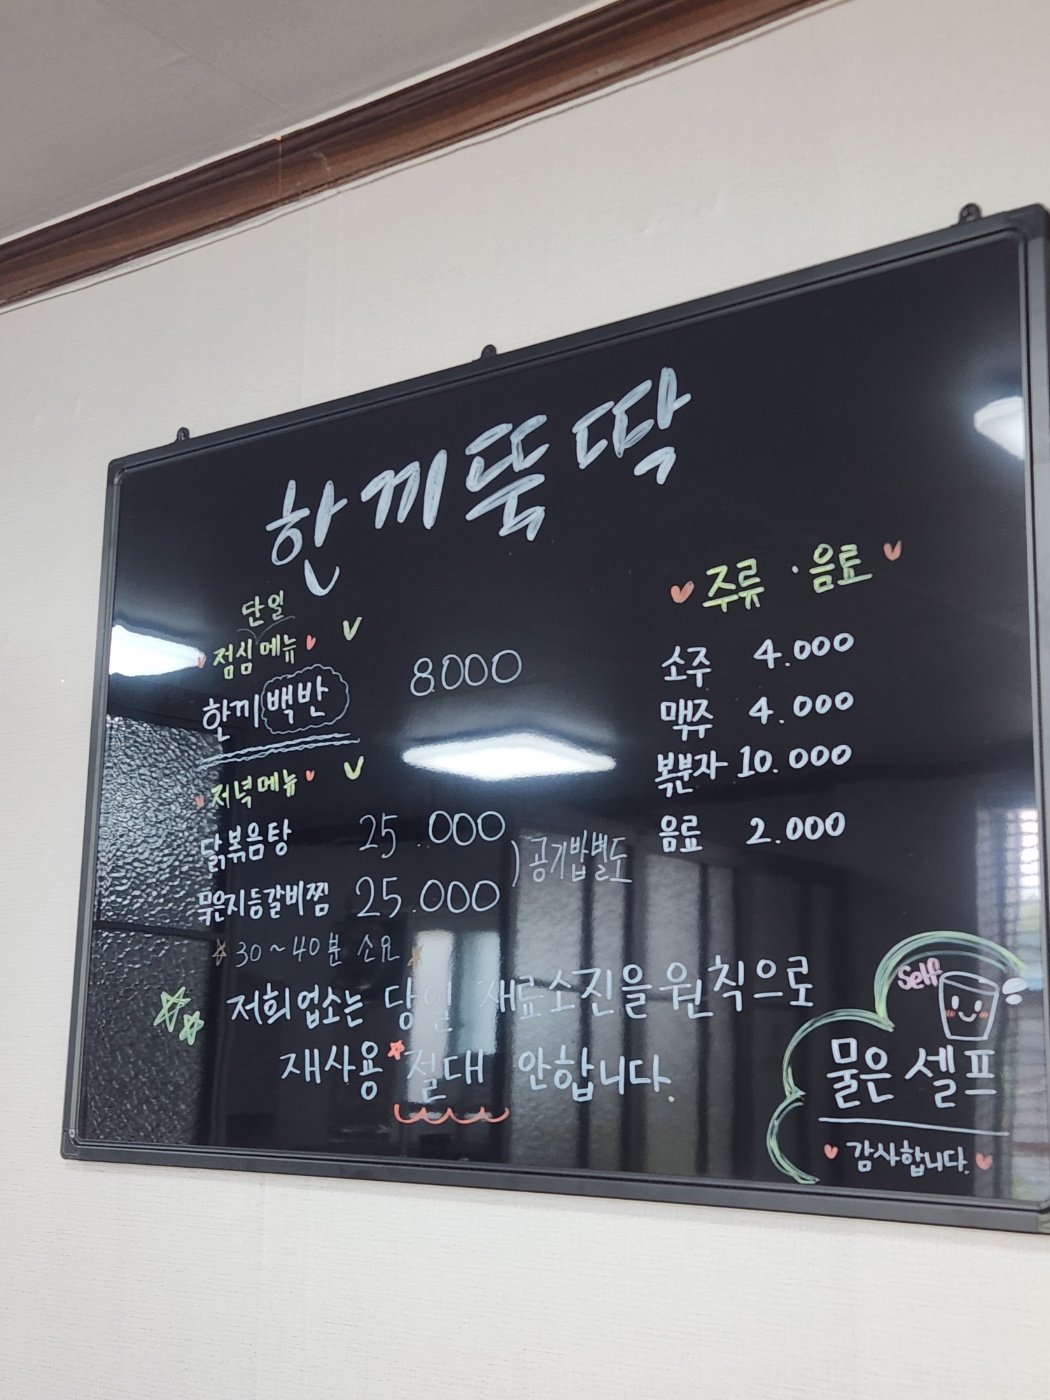 한끼뚝딱
단일
점심메뉴
한끼백반 8000
저녁메뉴
닭볶음탕 25.000
묵은지등갈비찜 25.000
) 공기밥별도
30~40분 소요
주류 · 음료
소주 4.000
맥주 4.000
복분자 10.000
음료 2.000
저희업소는 당일 재료소진을 원칙으로
재사용 절대 안합니다.
Self
물은 셀프
감사합니다.